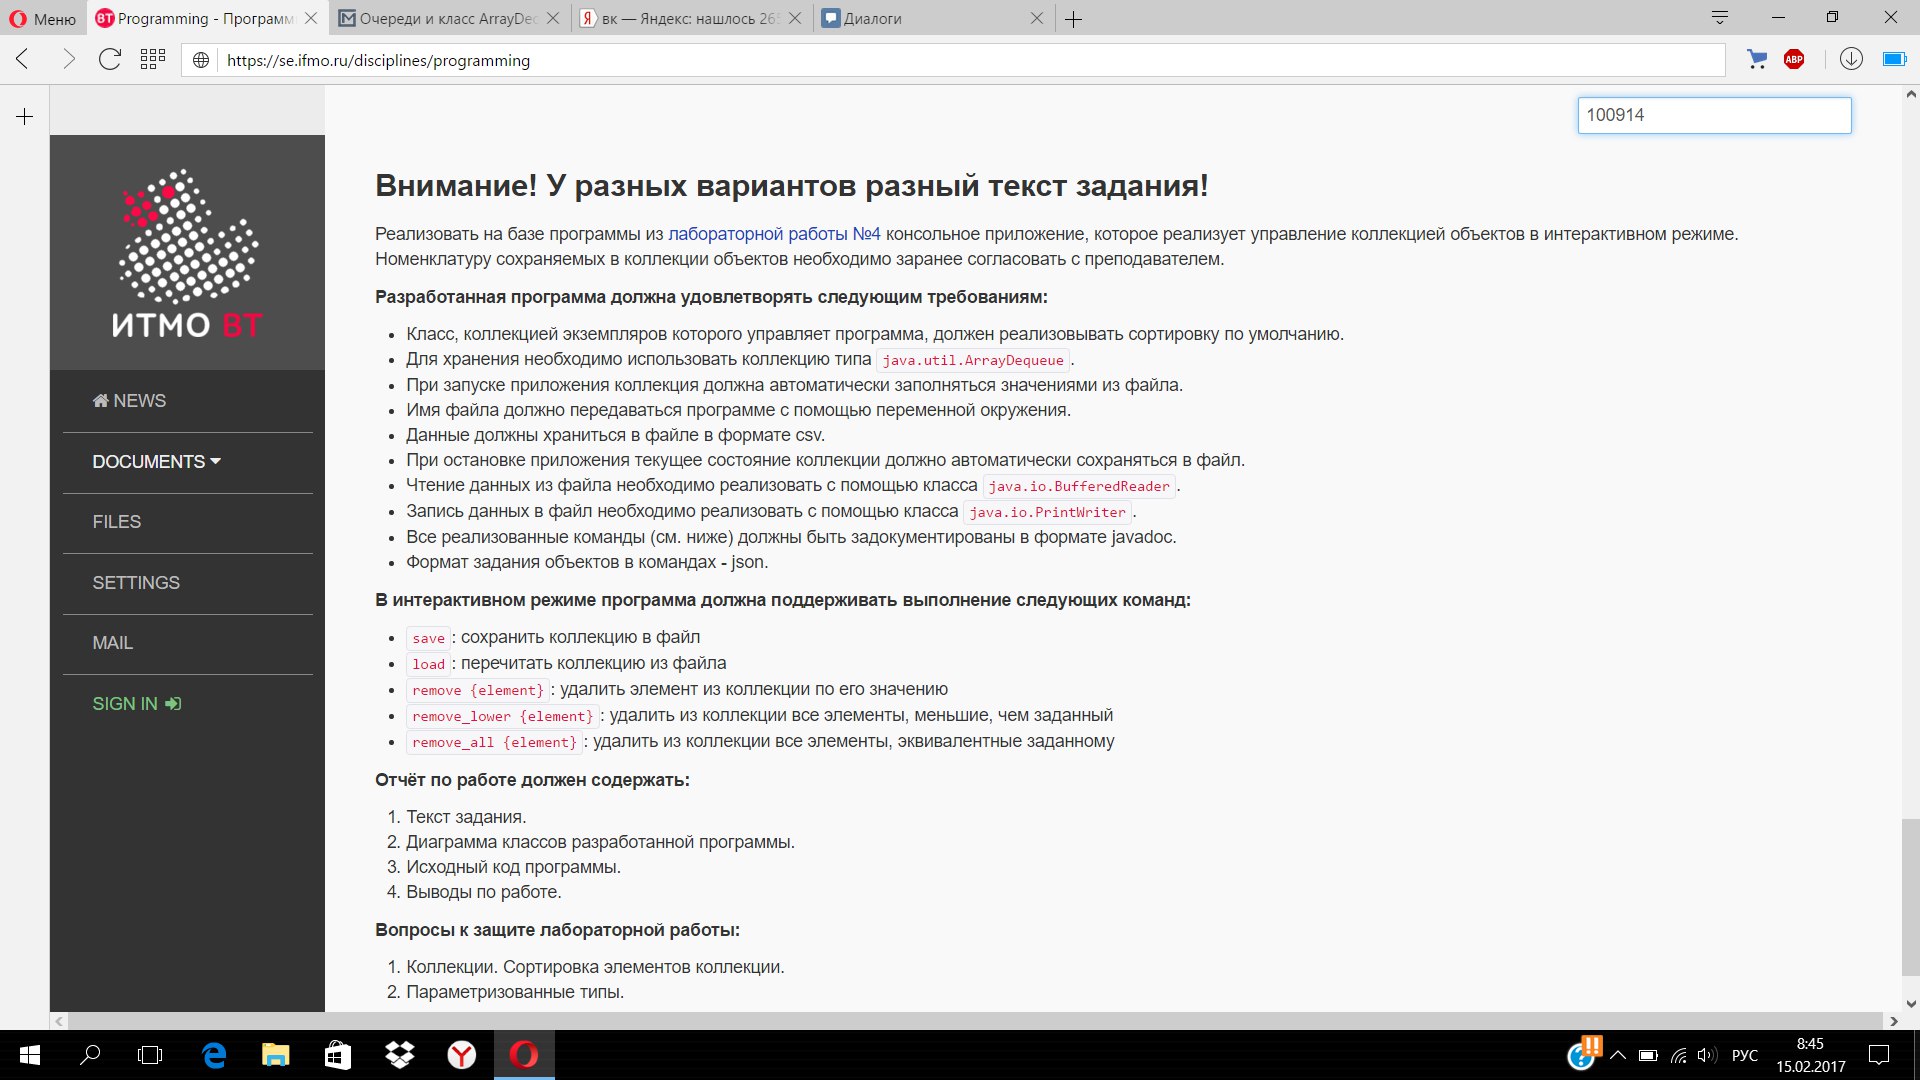 Меню
Programming - Программ
Очереди и класс ArrayDec
вк — Яндекс: нашлось 265
Диалоги
https://se.ifmo.ru/disciplines/programming
ABP
100914
ИТМО ВТ
NEWS
DOCUMENTS
FILES
SETTINGS
MAIL
SIGN IN
Внимание! У разных вариантов разный текст задания!
Реализовать на базе программы из лабораторной работы №4 консольное приложение, которое реализует управление коллекцией объектов в интерактивном режиме.
Номенклатуру сохраняемых в коллекции объектов необходимо заранее согласовать с преподавателем.
Разработанная программа должна удовлетворять следующим требованиям:
• Класс, коллекцией экземпляров которого управляет программа, должен реализовывать сортировку по умолчанию.
• Для хранения необходимо использовать коллекцию типа java.util.ArrayDequeue.
• При запуске приложения коллекция должна автоматически заполняться значениями из файла.
• Имя файла должно передаваться программе с помощью переменной окружения.
• Данные должны храниться в файле в формате csv.
• При остановке приложения текущее состояние коллекции должно автоматически сохраняться в файл.
• Чтение данных из файла необходимо реализовать с помощью класса java.io.BufferedReader.
• Запись данных в файл необходимо реализовать с помощью класса java.io.PrintWriter.
• Все реализованные команды (см. ниже) должны быть задокументированы в формате javadoc.
• Формат задания объектов в командах - json.
В интерактивном режиме программа должна поддерживать выполнение следующих команд:
• save: сохранить коллекцию в файл
• load: перечитать коллекцию из файла
• remove {element}: удалить элемент из коллекции по его значению
• remove_lower {element}: удалить из коллекции все элементы, меньшие, чем заданный
• remove_all {element}: удалить из коллекции все элементы, эквивалентные заданному
Отчёт по работе должен содержать:
1. Текст задания.
2. Диаграмма классов разработанной программы.
3. Исходный код программы.
4. Выводы по работе.
Вопросы к защите лабораторной работы:
1. Коллекции. Сортировка элементов коллекции.
2. Параметризованные типы.
РУС
8:45
15.02.2017